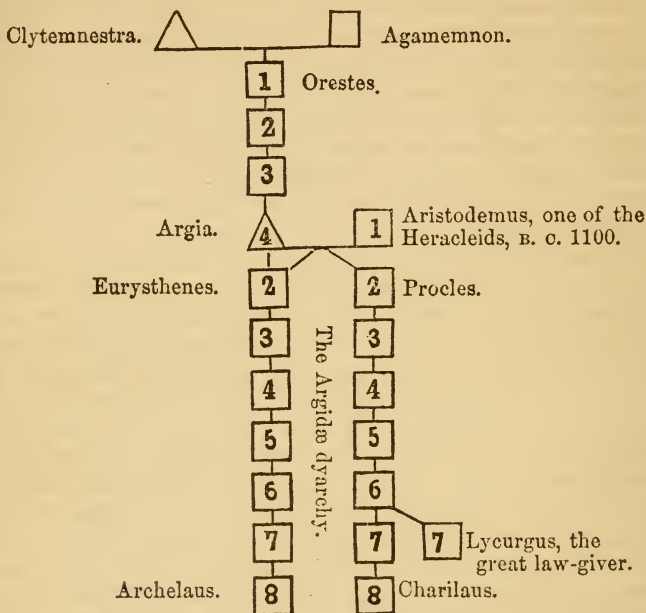 Clytemnestra. Agamemnon.
1 Orestes.
2
3
Argia. 4 1 Aristodemus, one of the
Heracleids, B. C. 1100.
Eurysthenes. 2 2 Procles.
The Argidæ dyarchy.
3 3
4 4
5 5
6 6
7 7 7 Lycurgus, the
great law-giver.
Archelaus. 8 8 Charilaus.